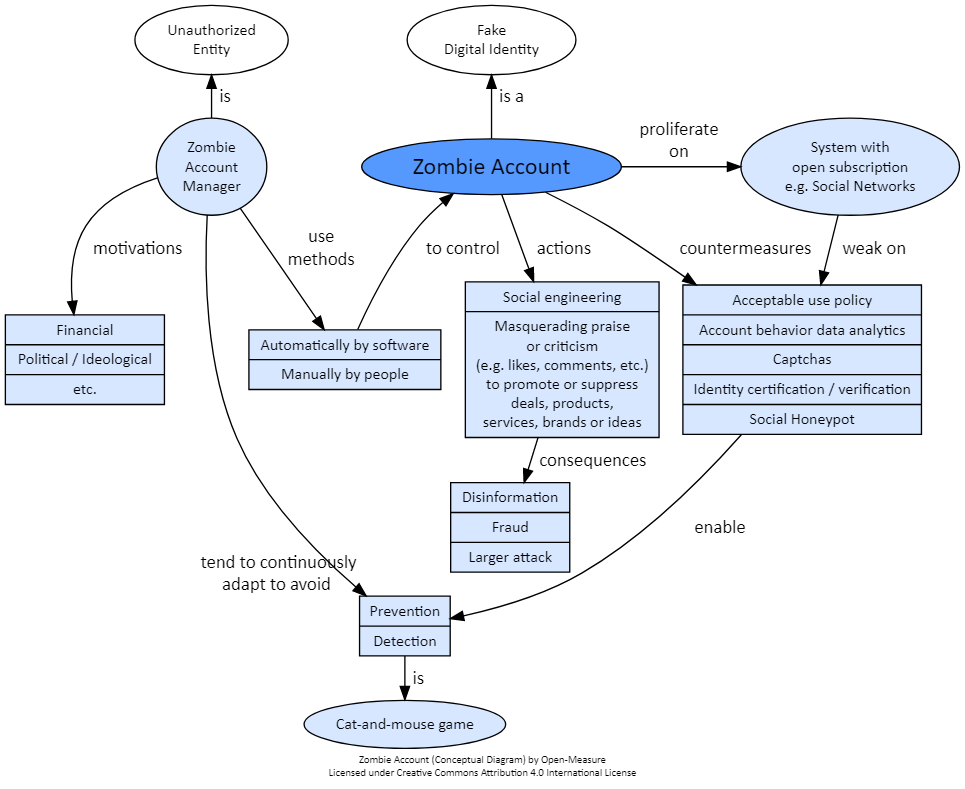 Unauthorized
Entity
Fake
Digital Identity
is
is a
Zombie
Account
Manager
Zombie Account
proliferate
on
System with
open subscription
e.g. Social Networks
motivations
use
methods
to control
actions
countermeasures
weak on
Financial
Political / Ideological
etc.
Automatically by software
Manually by people
Social engineering
Masquerading praise
or criticism
(e.g. likes, comments, etc.)
to promote or suppress
deals, products,
services, brands or ideas
Acceptable use policy
Account behavior data analytics
Captchas
Identity certification / verification
Social Honeypot
consequences
Disinformation
Fraud
Larger attack
enable
tend to continuously
adapt to avoid
Prevention
Detection
is
Cat-and-mouse game
Zombie Account (Conceptual Diagram) by Open-Measure
Licensed under Creative Commons Attribution 4.0 International License